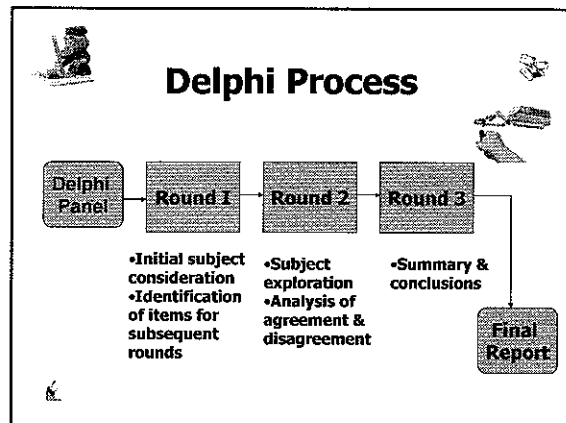 Delphi Process
Delphi
Panel
Round I
Round 2
Round 3
•Initial subject
consideration
•Identification
of items for
subsequent
rounds
•Subject
exploration
•Analysis of
agreement &
disagreement
•Summary &
conclusions
Final
Report